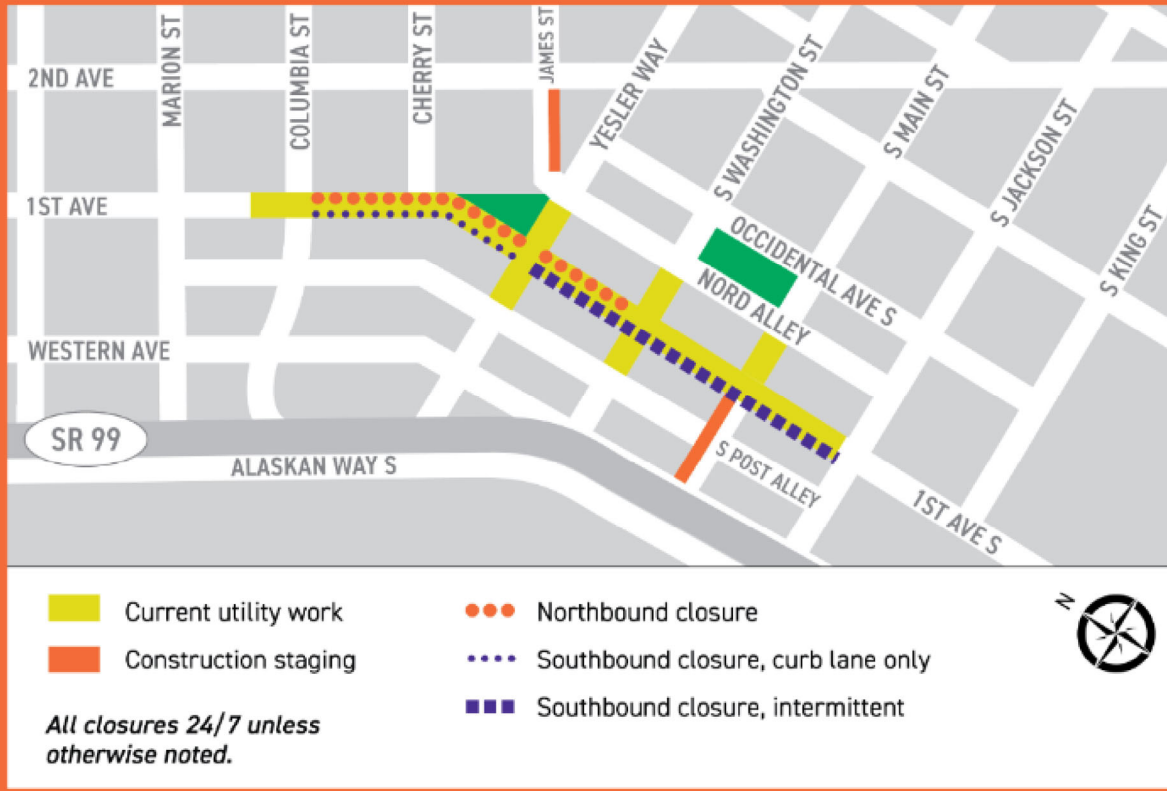 MARION ST
COLUMBIA ST
CHERRY ST
JAMES ST
YESLER WAY
S WASHINGTON ST
S MAIN ST
S JACKSON ST
S KING ST
2ND AVE
1ST AVE
OCCIDENTAL AVE S
NORD ALLEY
WESTERN AVE
SR 99
ALASKAN WAY S
S POST ALLEY
1ST AVE S
Current utility work
Construction staging
All closures 24/7 unless
otherwise noted.
Northbound closure
Southbound closure, curb lane only
Southbound closure, intermittent
N